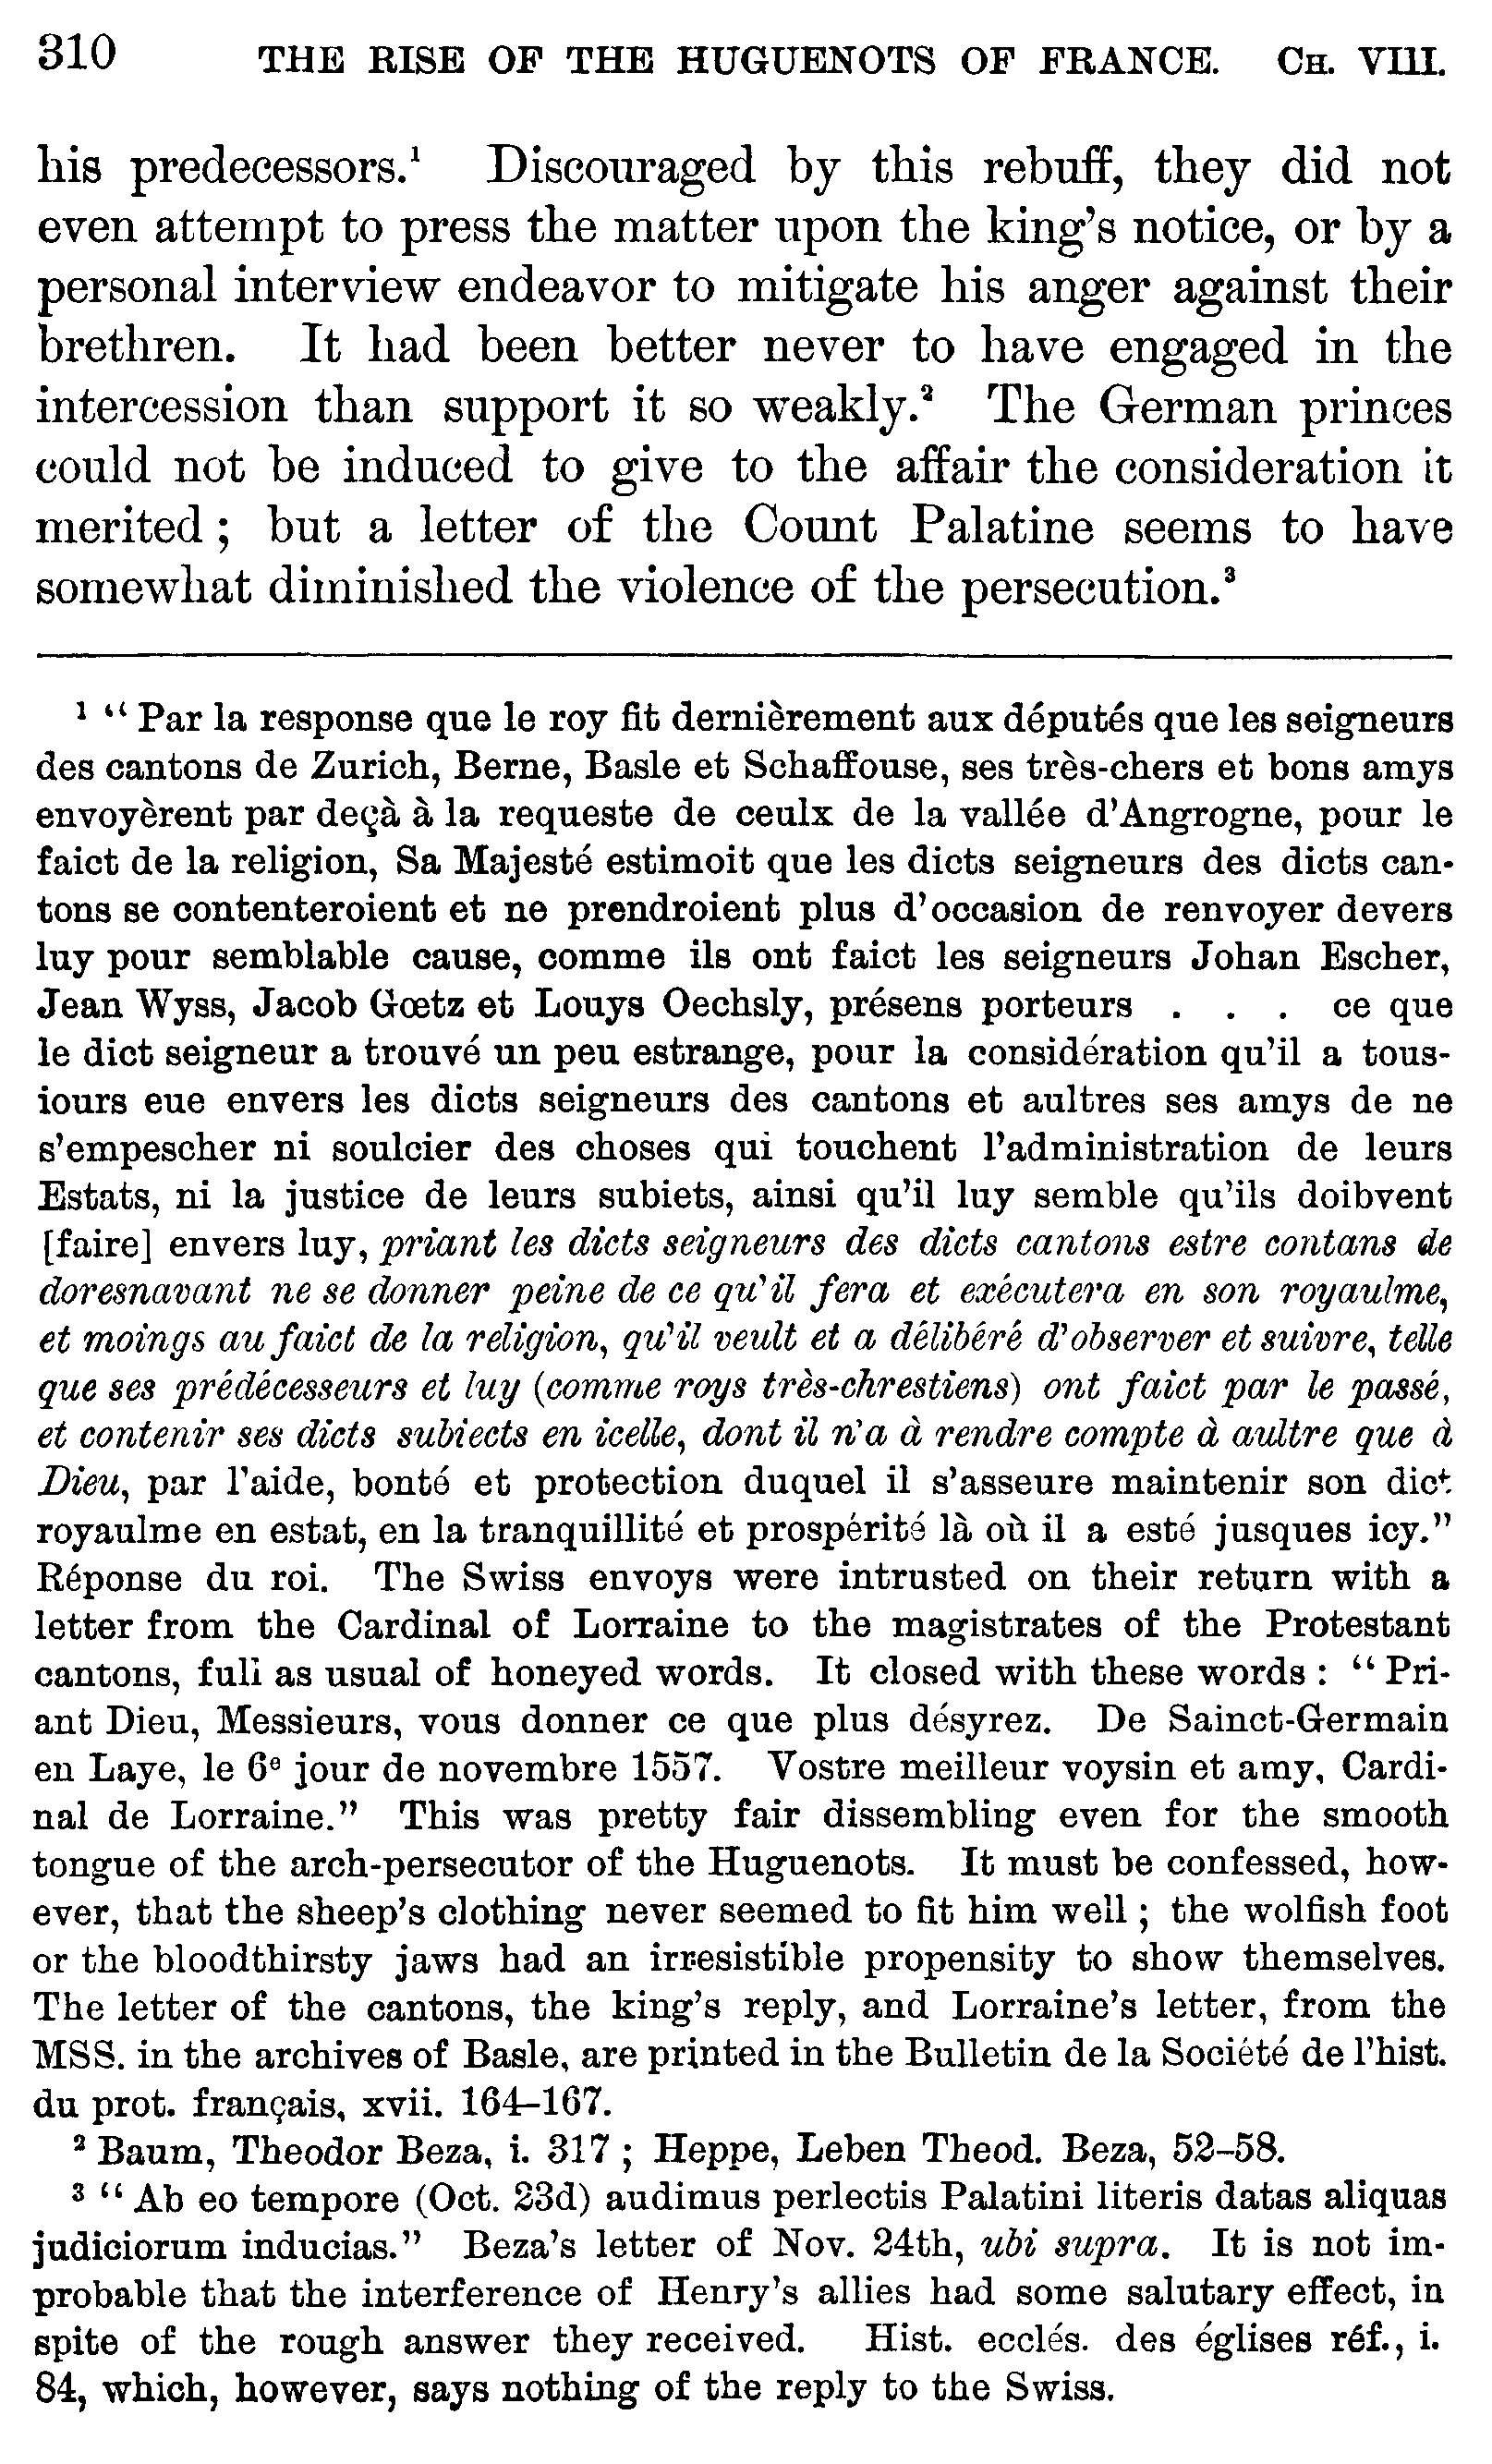 310 THE RISE OF THE HUGUENOTS OF FRANCE. CH. VIII.
his predecessors.¹ Discouraged by this rebuff, they did not
even attempt to press the matter upon the king's notice, or by a
personal interview endeavor to mitigate his anger against their
brethren. It had been better never to have engaged in the
intercession than support it so weakly.² The German princes
could not be induced to give to the affair the consideration it
merited ; but a letter of the Count Palatine seems to have
somewhat diminished the violence of the persecution.³
¹ “ Par la response que le roy fit dernièrement aux députés que les seigneurs
des cantons de Zurich, Berne, Basle et Schaffouse, ses très-chers et bons amys
envoyèrent par deçà à la requeste de ceulx de la vallée d'Angrogne, pour le
faict de la religion, Sa Majesté estimoit que les dicts seigneurs des dicts can-
tons se contenteroient et ne prendroient plus d'occasion de renvoyer devers
luy pour semblable cause, comme ils ont faict les seigneurs Johan Escher,
Jean Wyss, Jacob Gœtz et Louys Oechsly, présens porteurs . . . ce que
le dict seigneur a trouvé un peu estrange, pour la considération qu'il a tous-
iours eue envers les dicts seigneurs des cantons et aultres ses amys de ne
s'empescher ni soulcier des choses qui touchent l'administration de leurs
Estats, ni la justice de leurs subiets, ainsi qu'il luy semble qu'ils doibvent
[faire] envers luy, priant les dicts seigneurs des dicts cantons estre contans de
doresnavant ne se donner peine de ce qu'il fera et exécutera en son royaulme,
et moings au faict de la religion, qu'il veult et a délibéré d'observer et suivre, telle
que ses prédécesseurs et luy (comme roys très-chrestiens) ont faict par le passé,
et contenir ses dicts subiects en icelle, dont il n'a à rendre compte à aultre que à
Dieu, par l'aide, bonté et protection duquel il s'asseure maintenir son dict
royaulme en estat, en la tranquillité et prospérité là où il a esté jusques icy.”
Réponse du roi. The Swiss envoys were intrusted on their return with a
letter from the Cardinal of Lorraine to the magistrates of the Protestant
cantons, full as usual of honeyed words. It closed with these words : “ Pri-
ant Dieu, Messieurs, vous donner ce que plus désyrez. De Sainct-Germain
en Laye, le 6e jour de novembre 1557. Vostre meilleur voysin et amy, Cardi-
nal de Lorraine.” This was pretty fair dissembling even for the smooth
tongue of the arch-persecutor of the Huguenots. It must be confessed, how-
ever, that the sheep's clothing never seemed to fit him well ; the wolfish foot
or the bloodthirsty jaws had an irresistible propensity to show themselves.
The letter of the cantons, the king's reply, and Lorraine's letter, from the
MSS. in the archives of Basle, are printed in the Bulletin de la Société de l'hist.
du prot. français, xvii. 164–167.
² Baum, Theodor Beza, i. 317 ; Heppe, Leben Theod. Beza, 52–58.
³ “ Ab eo tempore (Oct. 23d) audimus perlectis Palatini literis datas aliquas
judiciorum inducias.” Beza's letter of Nov. 24th, ubi supra. It is not im-
probable that the interference of Henry's allies had some salutary effect, in
spite of the rough answer they received. Hist. ecclés. des églises réf., i.
84, which, however, says nothing of the reply to the Swiss.